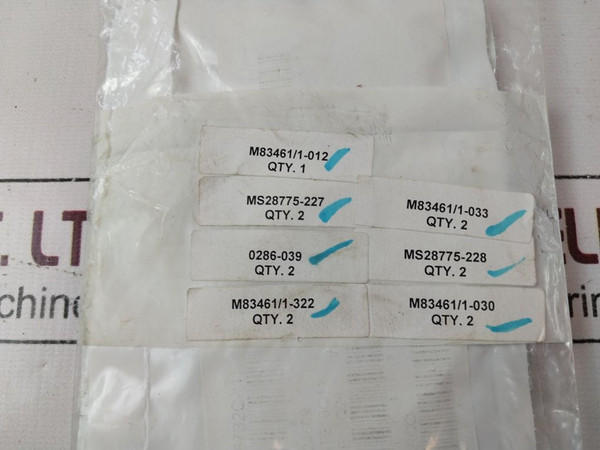 M83461/1-012
QTY. 1
MS28775-227
QTY. 2
M83461/1-033
QTY. 2
0286-039
QTY. 2
MS28775-228
QTY. 2
M83461/1-322
QTY. 2
M83461/1-030
QTY. 2